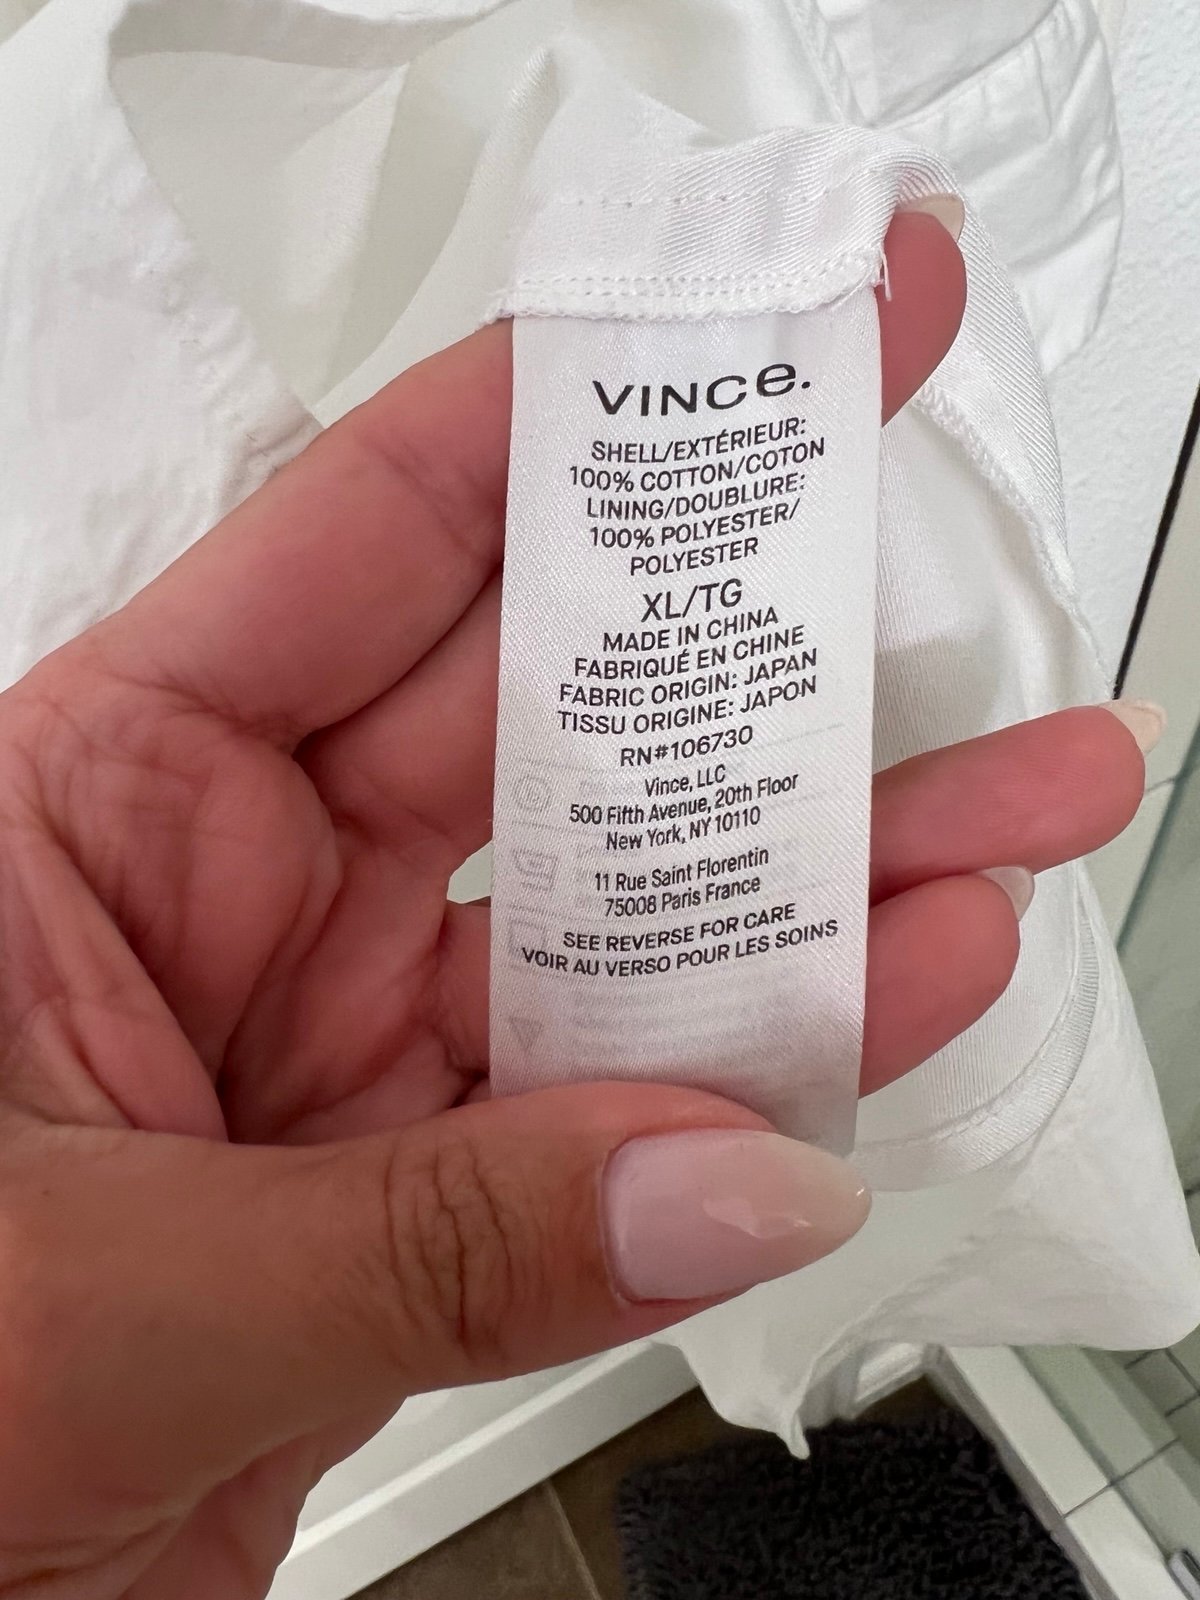 VINCE.
SHELL/EXTÉRIEUR:
100% COTTON/COTON
LINING/DOUBLURE:
100% POLYESTER/
POLYESTER
XL/TG
MADE IN CHINA
FABRIQUÉ EN CHINE
FABRIC ORIGIN: JAPAN
TISSU ORIGINE: JAPON
RN#106730
Vince, LLC
500 Fifth Avenue, 20th Floor
New York, NY 10110
11 Rue Saint Florentin
75008 Paris France
SEE REVERSE FOR CARE
VOIR AU VERSO POUR LES SOINS